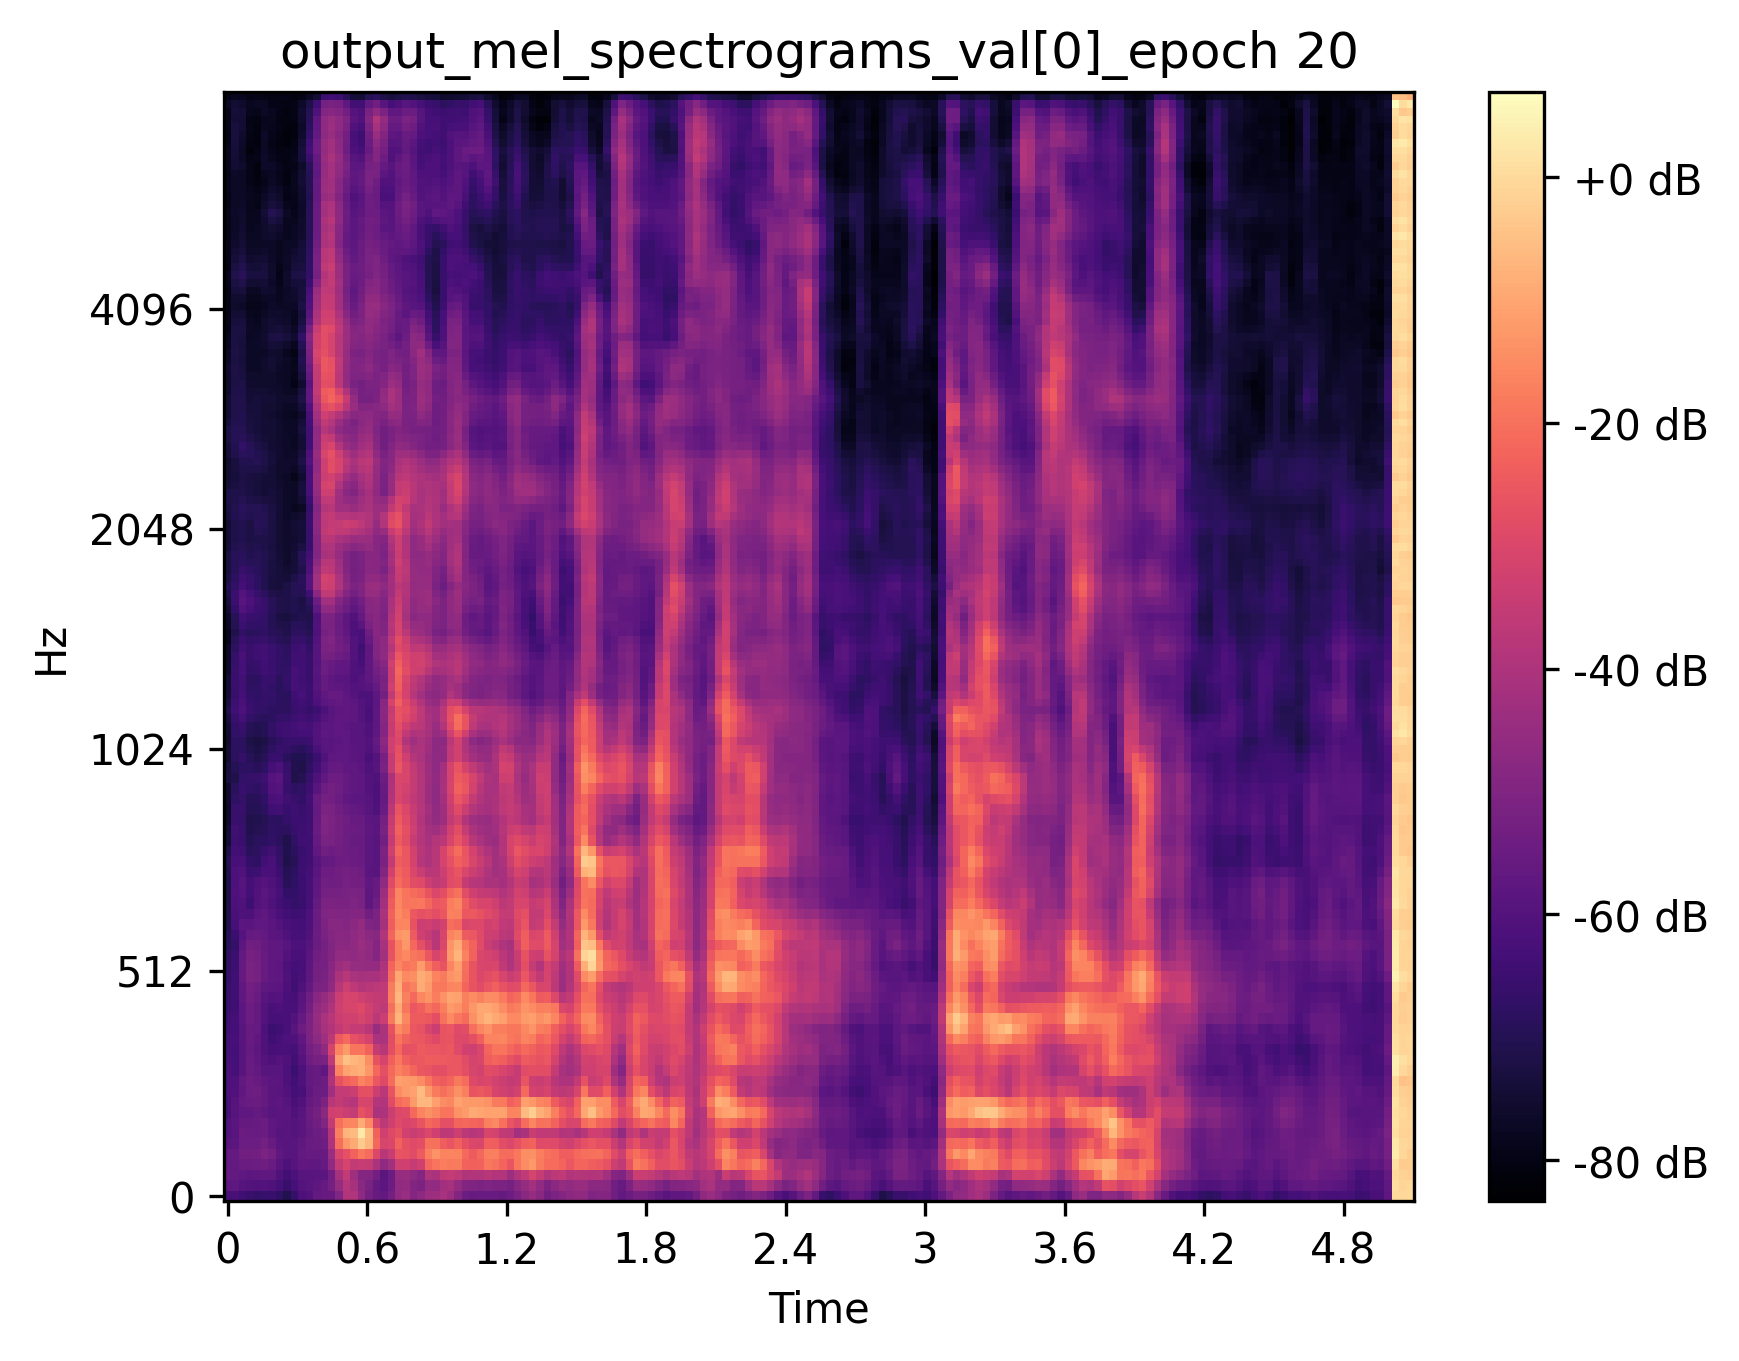 output_mel_spectrograms_val[0]_epoch 20
Hz
4096
2048
1024
512
0
0 0.6 1.2 1.8 2.4 3 3.6 4.2 4.8
Time
+0 dB
-20 dB
-40 dB
-60 dB
-80 dB